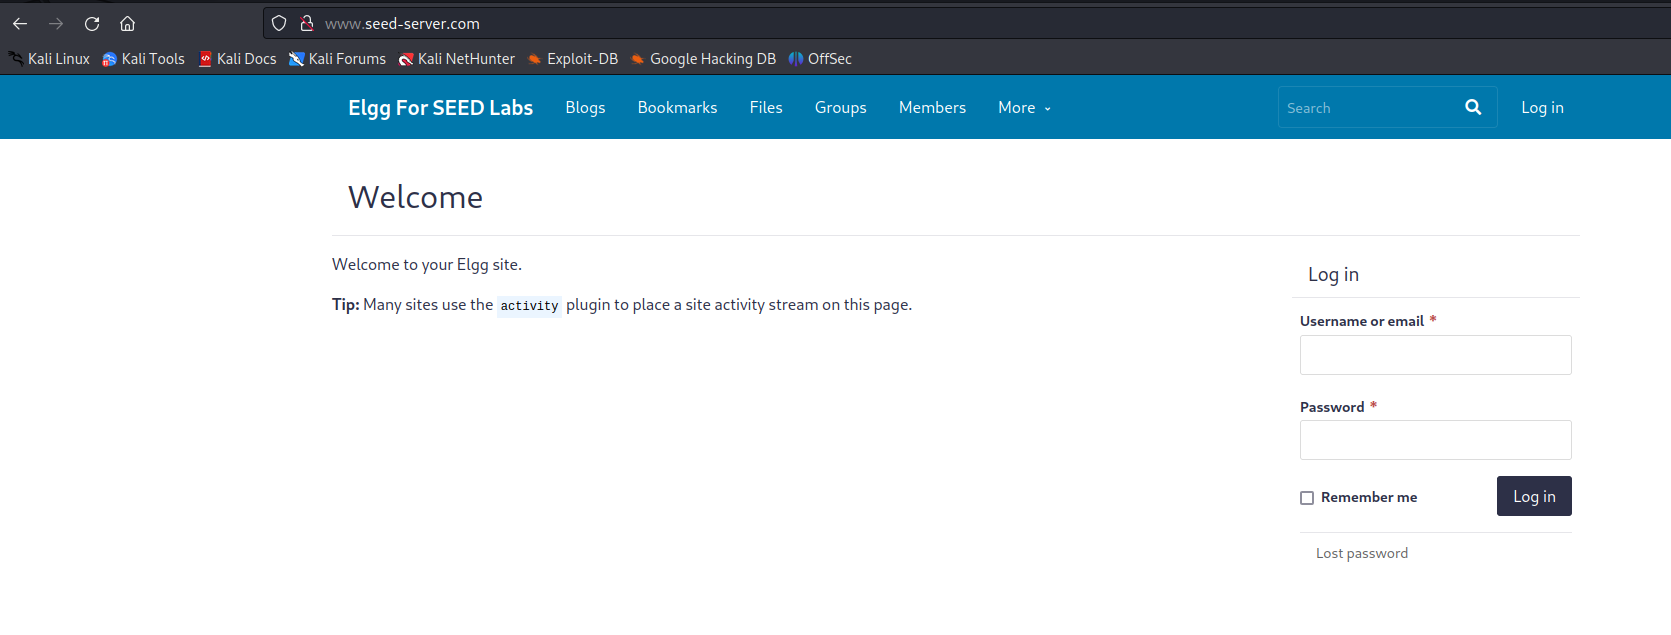 www.seed-server.com
Kali Linux Kali Tools Kali Docs Kali Forums Kali NetHunter Exploit-DB Google Hacking DB OffSec
Elgg For SEED Labs Blogs Bookmarks Files Groups Members More Search Log in
Welcome
Welcome to your Elgg site.
Tip: Many sites use the activity plugin to place a site activity stream on this page.
Log in
Username or email *
Password *
Remember me Log in
Lost password